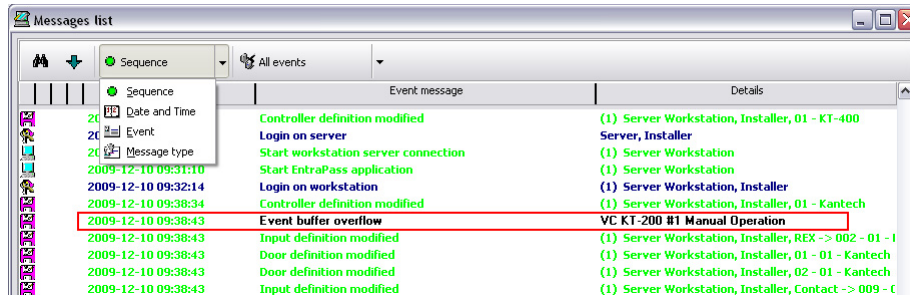 Messages list
Sequence All events
Event message Details
Sequence
Date and Time
Event
Message type
20 Controller definition modified (1) Server Workstation, Installer, 01 - KT-400
20 Login on server Server, Installer
20 Start workstation server connection (1) Server Workstation
2009-12-10 09:31:10 Start EntraPass application (1) Server Workstation
2009-12-10 09:32:14 Login on workstation (1) Server Workstation, Installer
2009-12-10 09:38:34 Controller definition modified (1) Server Workstation, Installer, 01 - Kantech
2009-12-10 09:38:43 Event buffer overflow VC KT-200 #1 Manual Operation
2009-12-10 09:38:43 Input definition modified (1) Server Workstation, Installer, REX -> 002 - 01 -
2009-12-10 09:38:43 Door definition modified (1) Server Workstation, Installer, 01 - 01 - Kantech
2009-12-10 09:38:43 Door definition modified (1) Server Workstation, Installer, 02 - 01 - Kantech
2009-12-10 09:38:43 Input definition modified (1) Server Workstation, Installer, Contact -> 009 -